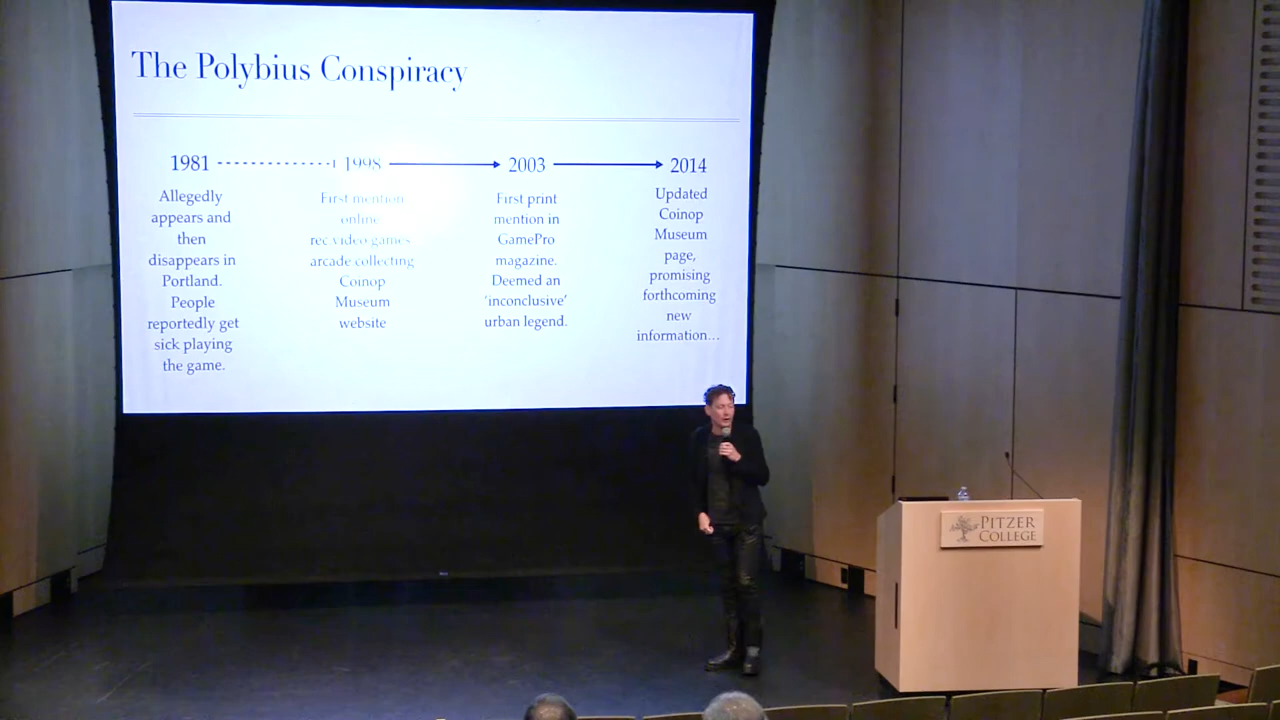 The Polybius Conspiracy
1981
1998
2003
2014
Allegedly
appears and
then
disappears in
Portland.
People
reportedly get
sick playing
the game.
First mention
online
rec video games
arcade collecting
Coinop
Museum
website
First print
mention in
GamePro
magazine.
Deemed an
'inconclusive'
urban legend.
Updated
Coinop
Museum
page,
promising
forthcoming
new
information...
PITZER
COLLEGE